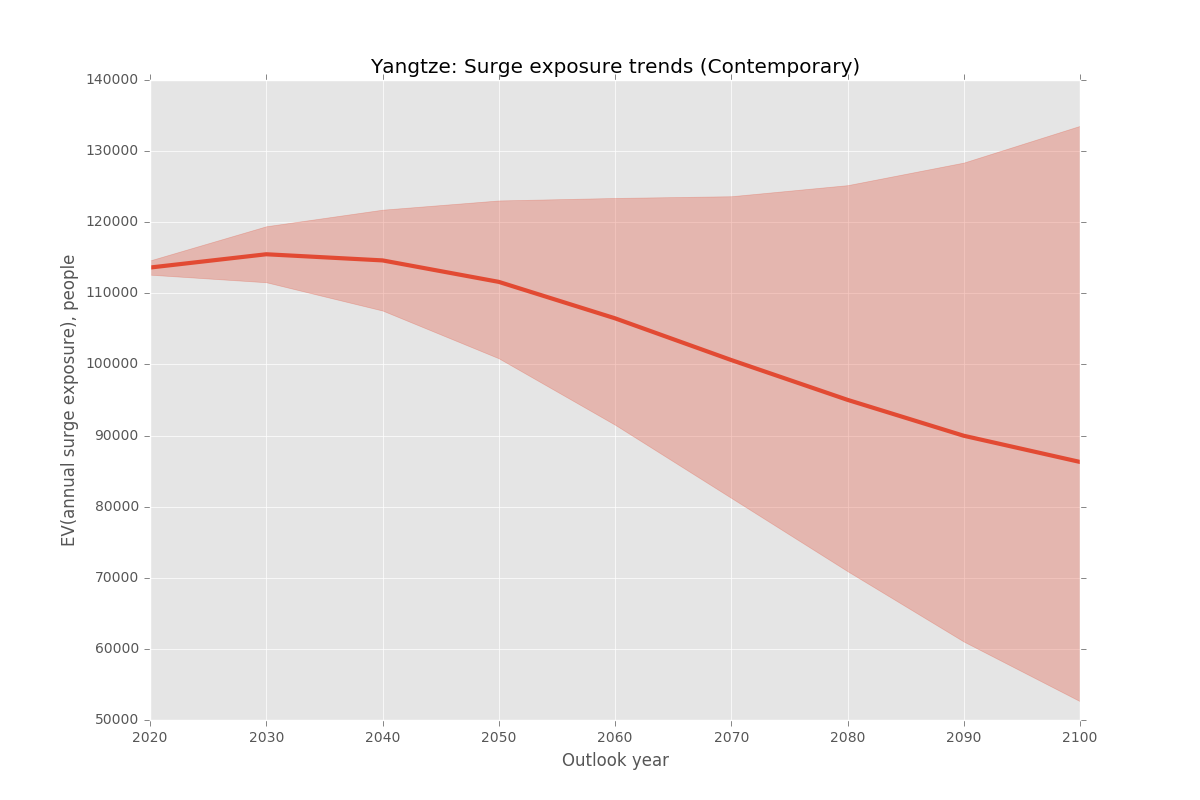 Yangtze: Surge exposure trends (Contemporary)
EV(annual surge exposure), people
140000
130000
120000
110000
100000
90000
80000
70000
60000
50000
2020 2030 2040 2050 2060 2070 2080 2090 2100
Outlook year